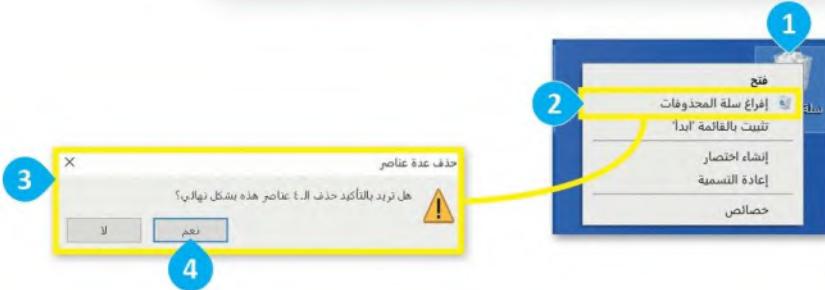 1
فتح
2
إفراغ سلة المحذوفات
سلة
تثبيت بالقائمة "ابدأ"
إنشاء اختصار
إعادة التسمية
خصائص
حذف عدة عناصر
3
هل تريد بالتأكيد حذف الـ ٤ عناصر هذه بشكل نهائي؟
نعم
لا
4